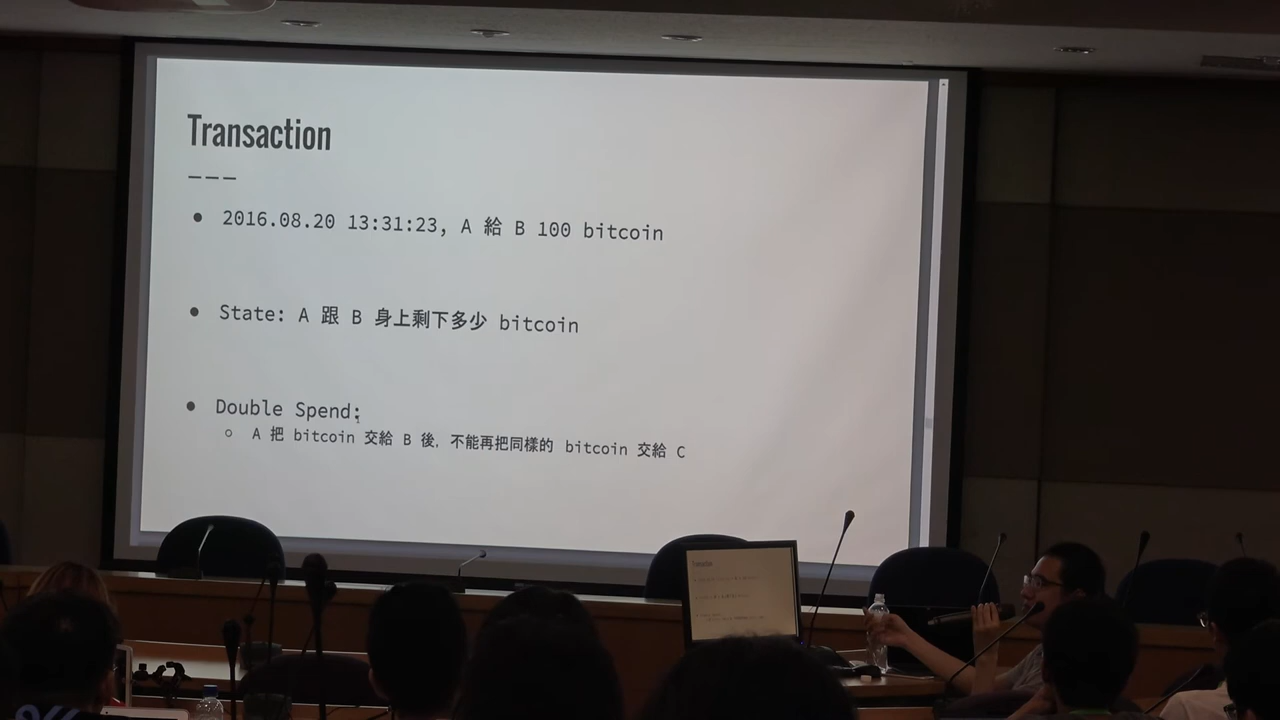 Transaction
---
● 2016.08.20 13:31:23, A 給 B 100 bitcoin
● State: A 跟 B 身上剩下多少 bitcoin
● Double Spend:
○ A 把 bitcoin 交給 B 後, 不能再把同樣的 bitcoin 交給 C
Transaction